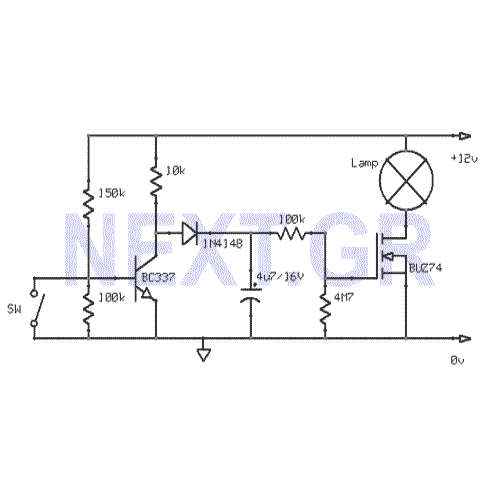 +12v
Lamp
10k
150k
100k
NEXT.GR
1N4148
BC337
4u7/16V
BUZ74
100k
4M7
SW
0v